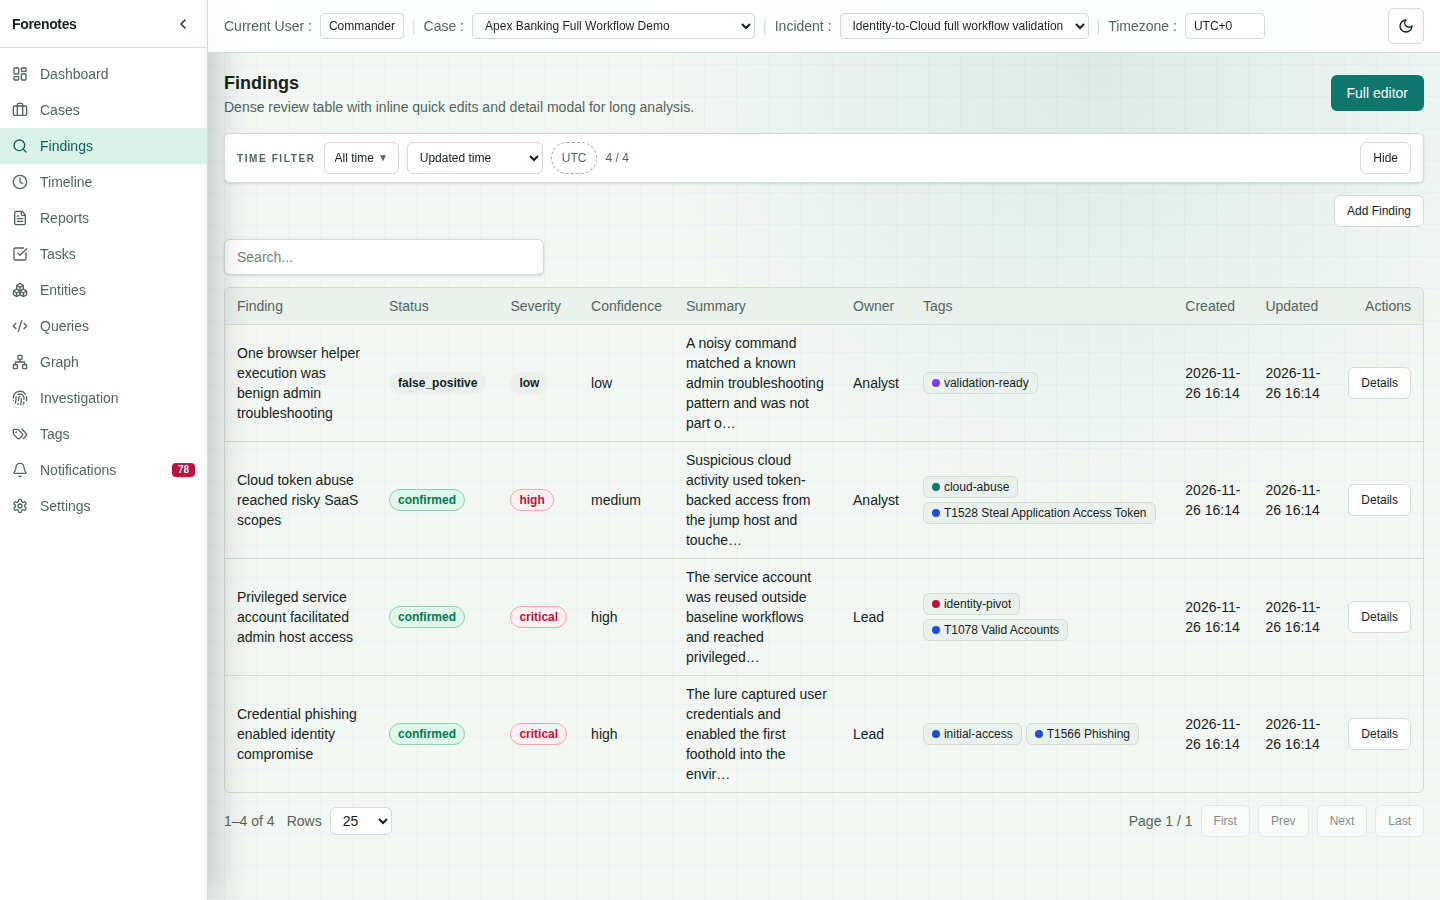 Forenotes
Current User : Commander | Case : Apex Banking Full Workflow Demo | Incident : Identity-to-Cloud full workflow validation | Timezone : UTC+0
Dashboard
Cases
Findings
Timeline
Reports
Tasks
Entities
Queries
Graph
Investigation
Tags
Notifications 78
Settings
Findings
Dense review table with inline quick edits and detail modal for long analysis.
Full editor
TIME FILTER All time ▼ Updated time UTC 4 / 4 Hide
Add Finding
Search...
Finding Status Severity Confidence Summary Owner Tags Created Updated Actions
One browser helper
execution was
benign admin
troubleshooting
false_positive
low
low
A noisy command
matched a known
admin troubleshooting
pattern and was not
part o…
Analyst
validation-ready
2026-11-
26 16:14
2026-11-
26 16:14
Details
Cloud token abuse
reached risky SaaS
scopes
confirmed
high
medium
Suspicious cloud
activity used token-
backed access from
the jump host and
touche…
Analyst
cloud-abuse
T1528 Steal Application Access Token
2026-11-
26 16:14
2026-11-
26 16:14
Details
Privileged service
account facilitated
admin host access
confirmed
critical
high
The service account
was reused outside
baseline workflows
and reached
privileged…
Lead
identity-pivot
T1078 Valid Accounts
2026-11-
26 16:14
2026-11-
26 16:14
Details
Credential phishing
enabled identity
compromise
confirmed
critical
high
The lure captured user
credentials and
enabled the first
foothold into the
envir…
Lead
initial-access T1566 Phishing
2026-11-
26 16:14
2026-11-
26 16:14
Details
1–4 of 4 Rows 25
Page 1 / 1 First Prev Next Last